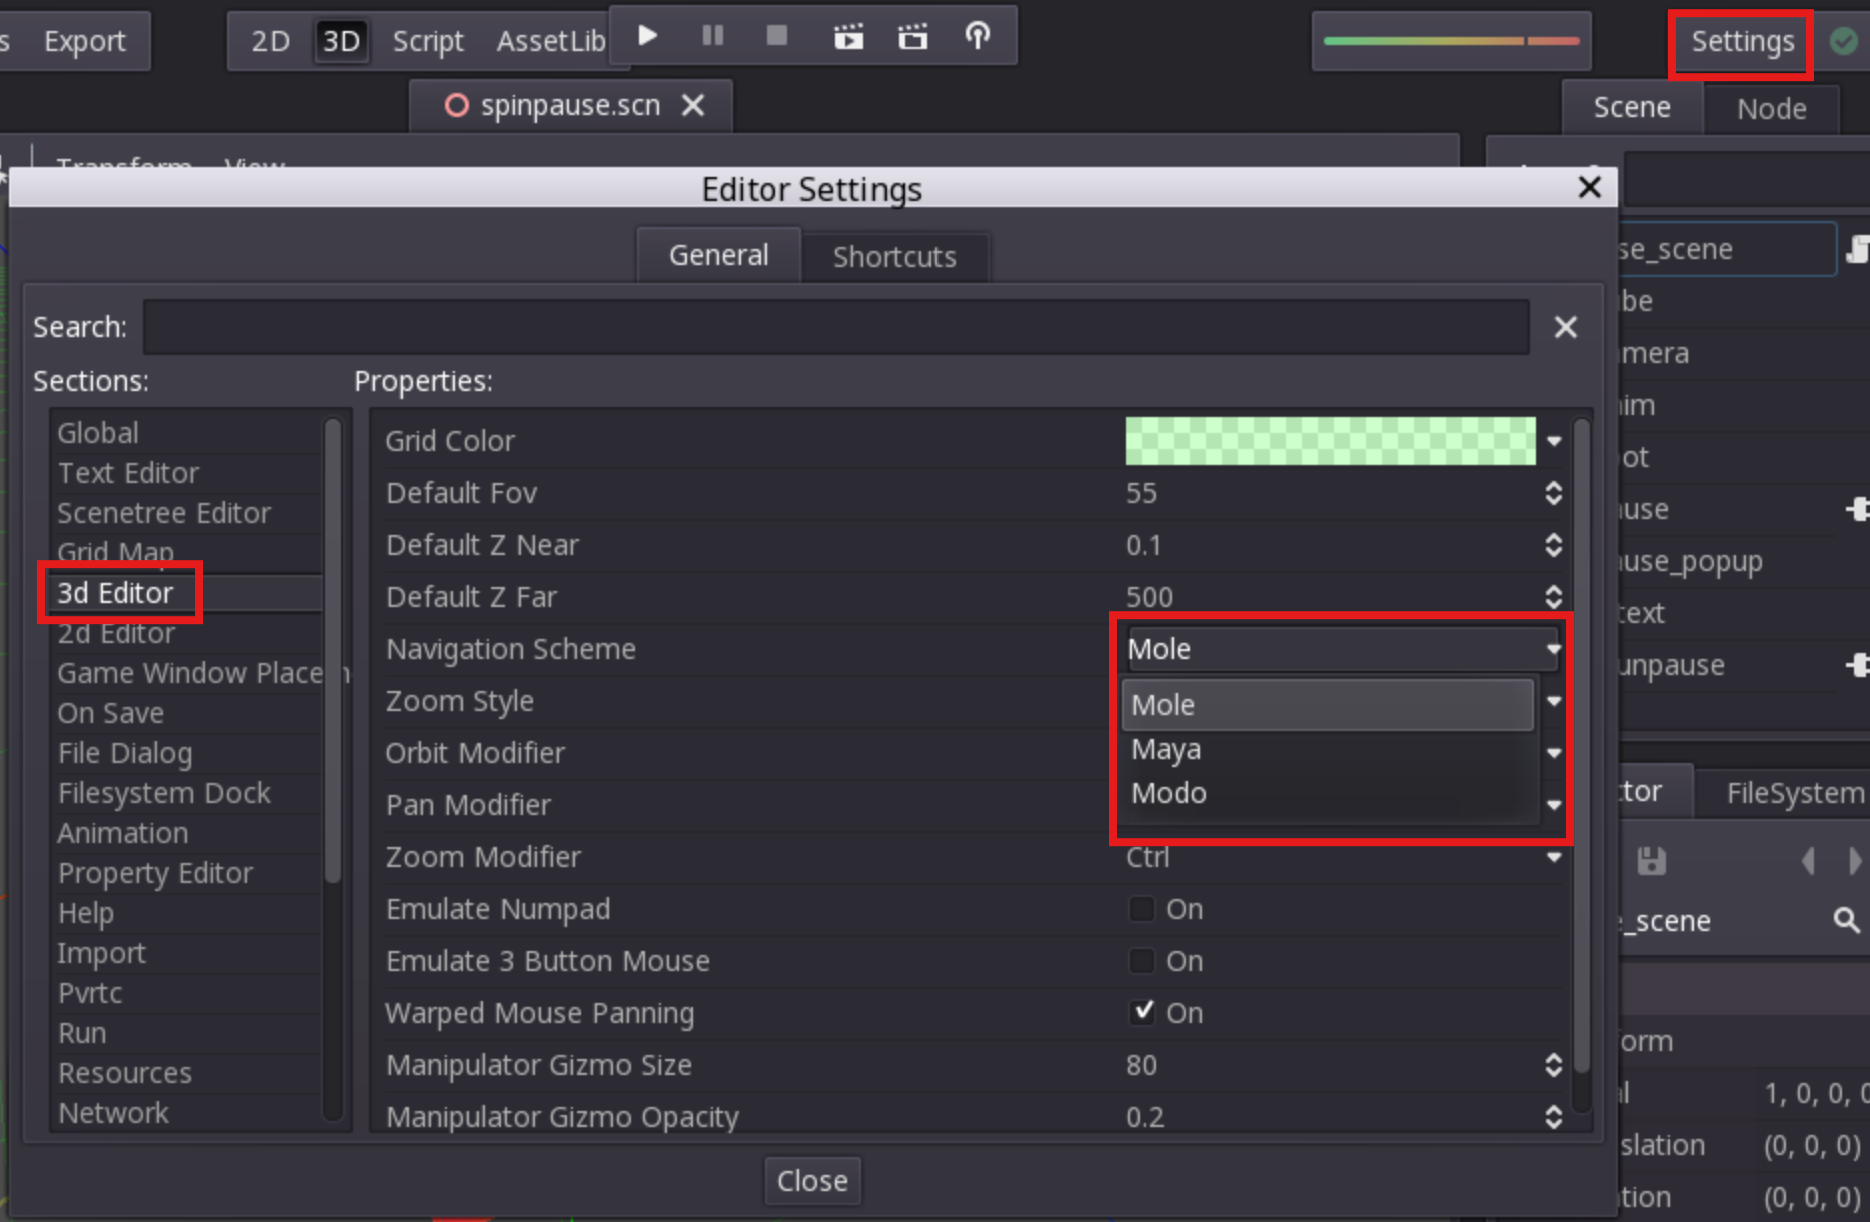 s Export 2D 3D Script AssetLib Settings
spinpause.scn Scene Node
Transform View
Editor Settings
General Shortcuts
se_scene
Search:
be
Sections: Properties:
mera
Global Grid Color
im
Text Editor Default Fov 55
ot
Scenetree Editor Default Z Near 0.1
use
Grid Map
use_popup
3d Editor Default Z Far 500
text
2d Editor Navigation Scheme Mole
unpause
Game Window Placem
Zoom Style Mole
On Save
File Dialog Orbit Modifier Maya
Filesystem Dock Pan Modifier Modo
tor FileSystem
Animation
Property Editor Zoom Modifier Ctrl
Help Emulate Numpad On
e_scene
Import Emulate 3 Button Mouse On
Pvrtc
Run Warped Mouse Panning On
orm
Resources Manipulator Gizmo Size 80
l 1, 0, 0, 0
Network Manipulator Gizmo Opacity 0.2
slation (0, 0, 0)
Close
tion (0, 0, 0)